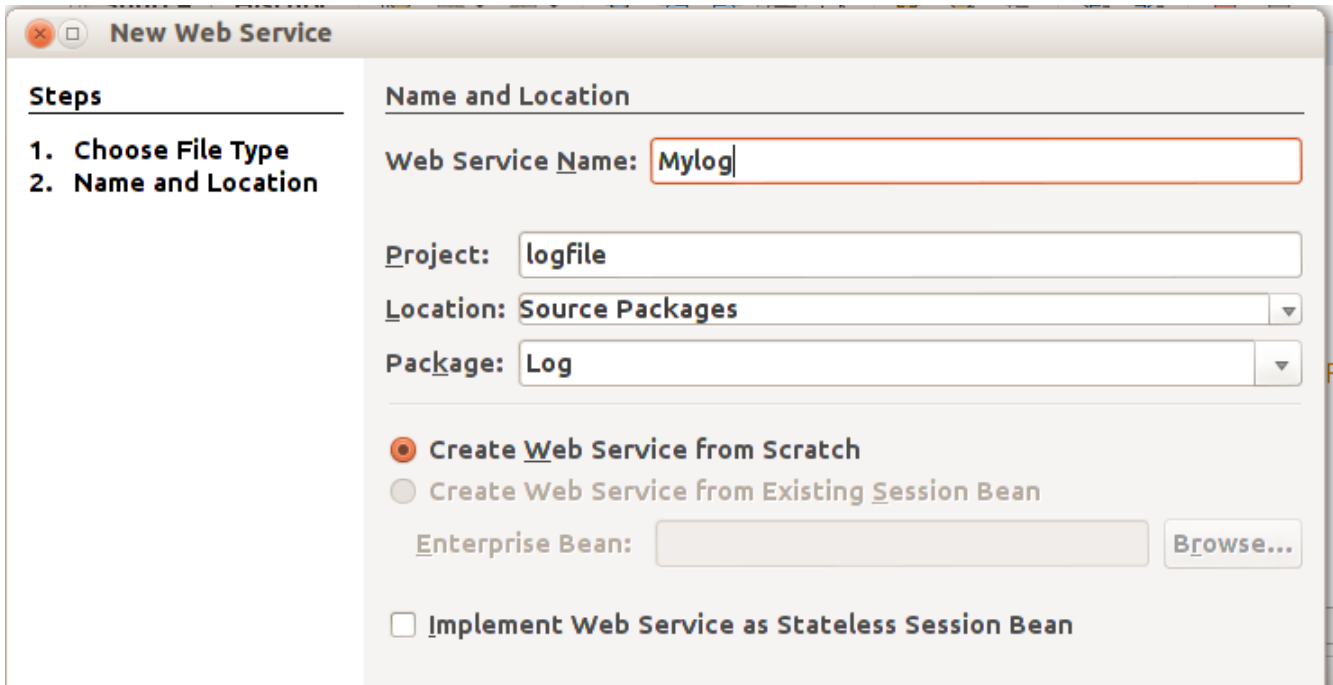 New Web Service
Steps
1. Choose File Type
2. Name and Location
Name and Location
Web Service Name: Mylog
Project: logfile
Location: Source Packages
Package: Log
Create Web Service from Scratch
Create Web Service from Existing Session Bean
Enterprise Bean:
Browse...
Implement Web Service as Stateless Session Bean